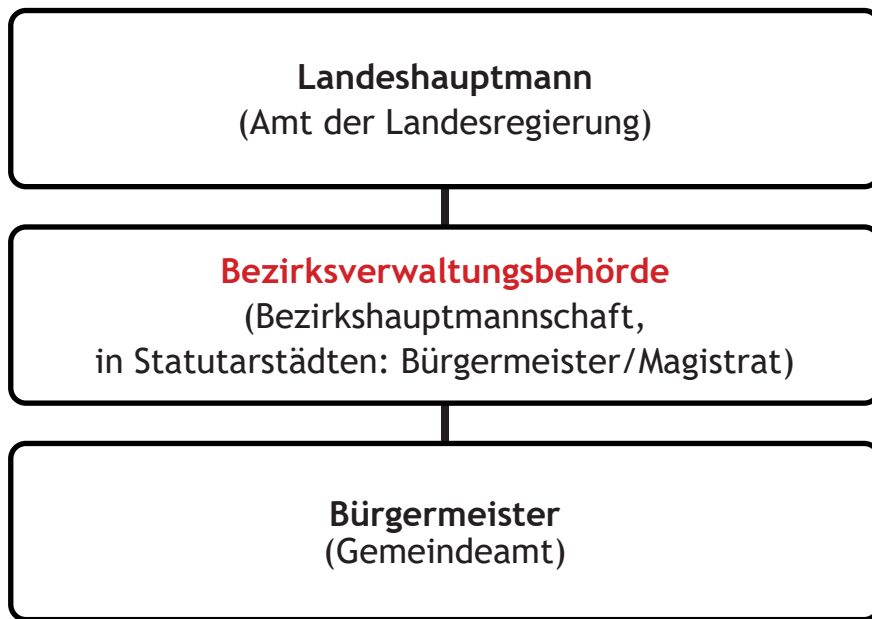 Landeshauptmann
(Amt der Landesregierung)
Bezirksverwaltungsbehörde
(Bezirkshauptmannschaft,
in Statutarstädten: Bürgermeister/Magistrat)
Bürgermeister
(Gemeindeamt)